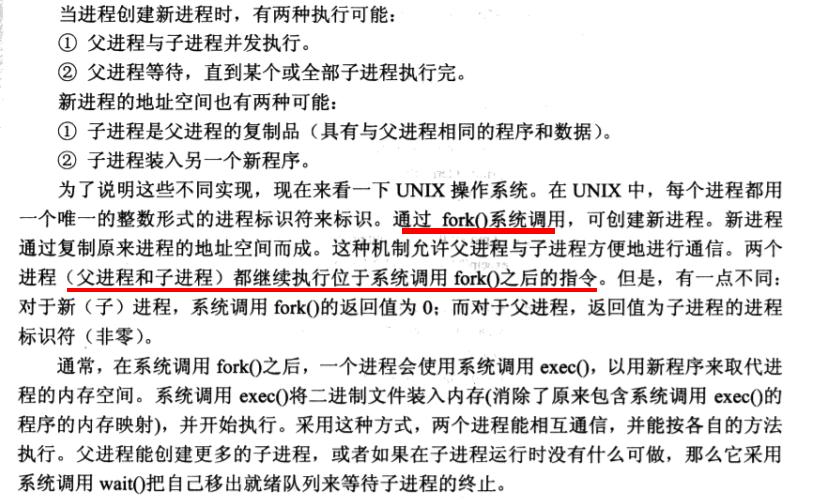 当进程创建新进程时，有两种执行可能：
① 父进程与子进程并发执行。
② 父进程等待，直到某个或全部子进程执行完。
新进程的地址空间也有两种可能：
① 子进程是父进程的复制品（具有与父进程相同的程序和数据）。
② 子进程装入另一个新程序。
为了说明这些不同实现，现在来看一下 UNIX 操作系统。在 UNIX 中，每个进程都用
一个唯一的整数形式的进程标识符来标识。通过 fork()系统调用，可创建新进程。新进程
通过复制原来进程的地址空间而成。这种机制允许父进程与子进程方便地进行通信。两个
进程（父进程和子进程）都继续执行位于系统调用 fork()之后的指令。但是，有一点不同：
对于新（子）进程，系统调用 fork()的返回值为 0；而对于父进程，返回值为子进程的进程
标识符（非零）。
通常，在系统调用 fork()之后，一个进程会使用系统调用 exec()，以用新程序来取代进
程的内存空间。系统调用 exec()将二进制文件装入内存(消除了原来包含系统调用 exec()的
程序的内存映射)，并开始执行。采用这种方式，两个进程能相互通信，并能按各自的方法
执行。父进程能创建更多的子进程，或者如果在子进程运行时没有什么可做，那么它采用
系统调用 wait()把自己移出就绪队列来等待子进程的终止。